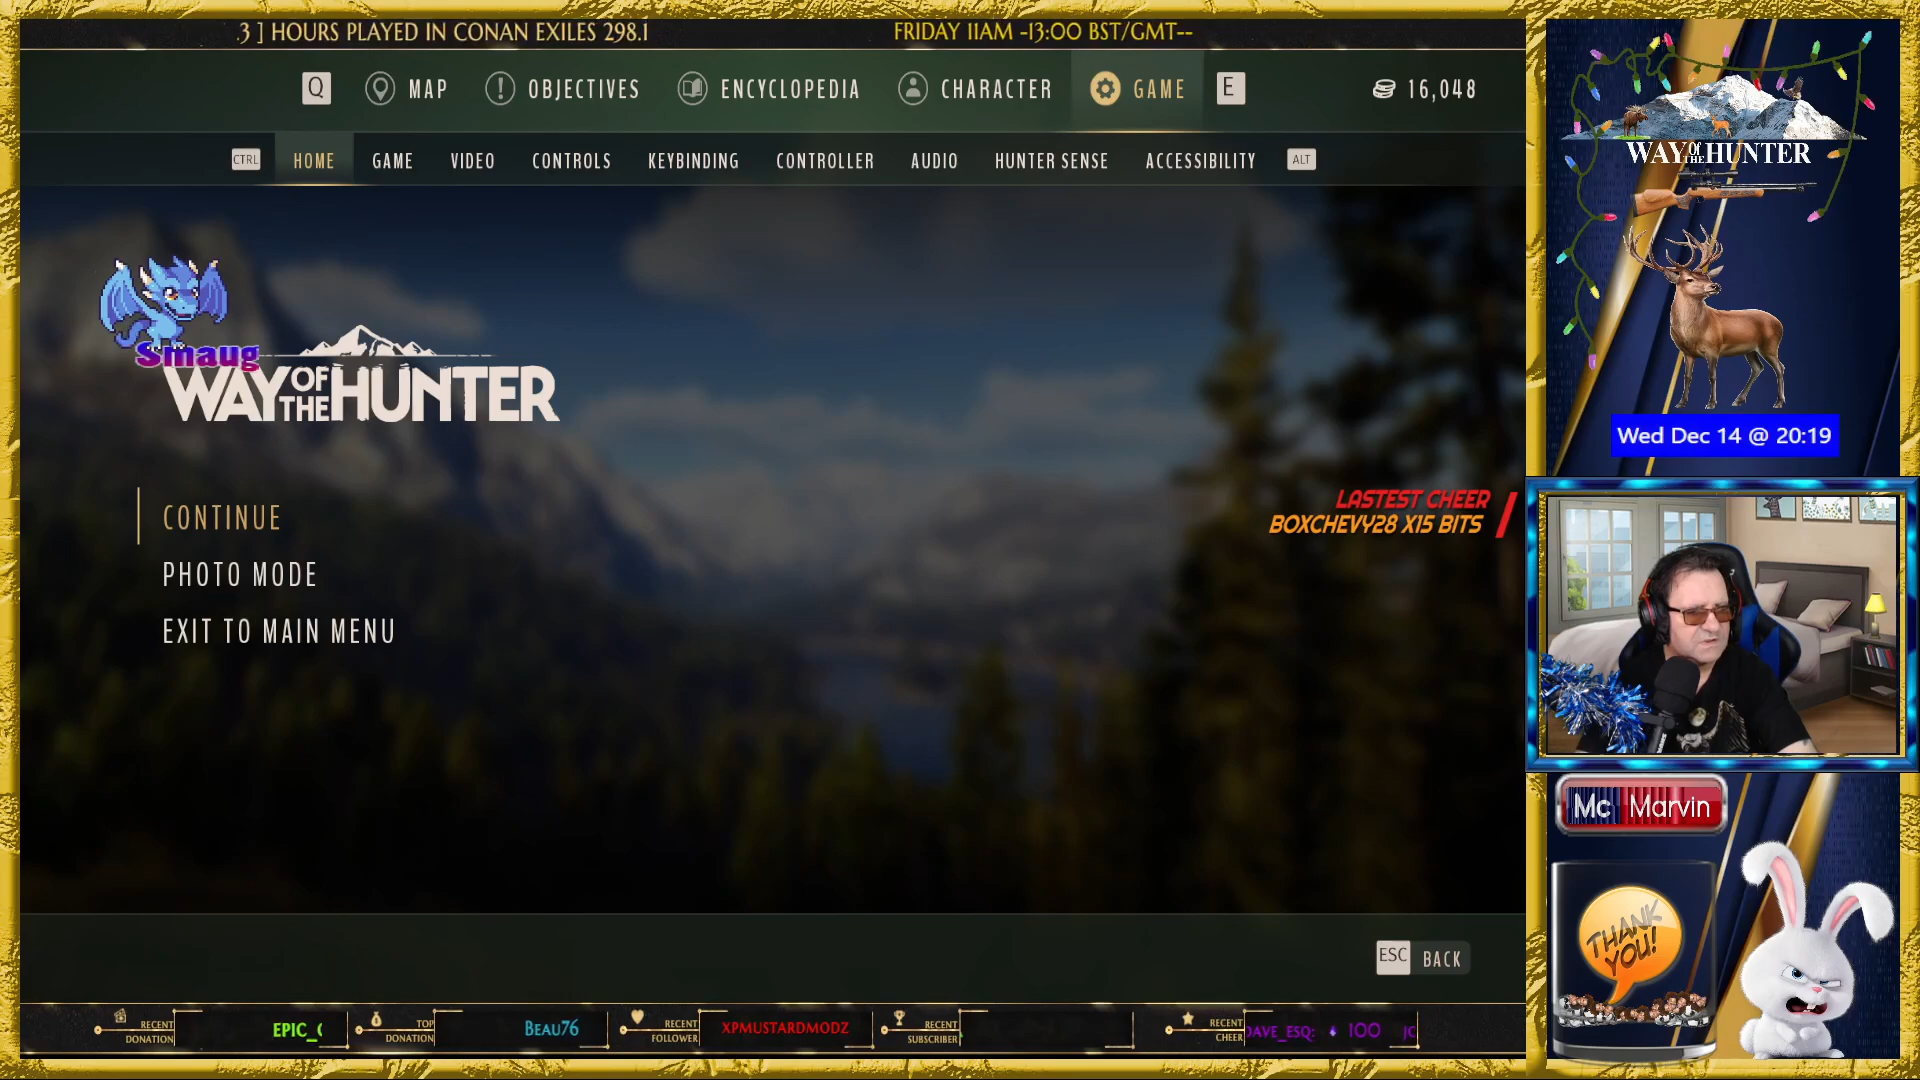 .3 ] HOURS PLAYED IN CONAN EXILES 298.1
FRIDAY 11AM -13:00 BST/GMT--
Q MAP ! OBJECTIVES ENCYCLOPEDIA CHARACTER GAME E 16,048
CTRL HOME GAME VIDEO CONTROLS KEYBINDING CONTROLLER AUDIO HUNTER SENSE ACCESSIBILITY ALT
WAY OF THE HUNTER
Smaug
WAY OF THE HUNTER
Wed Dec 14 @ 20:19
CONTINUE
PHOTO MODE
EXIT TO MAIN MENU
LASTEST CHEER
BOXCHEVY28 X15 BITS
Mc Marvin
THANK
YOU!
ESC BACK
RECENT
DONATION
EPIC_
TOP
DONATION
BEAU76
RECENT
FOLLOWER
XPMUSTARDMODZ
RECENT
SUBSCRIBER
RECENT
CHEER
DAVE_ESQ: 100